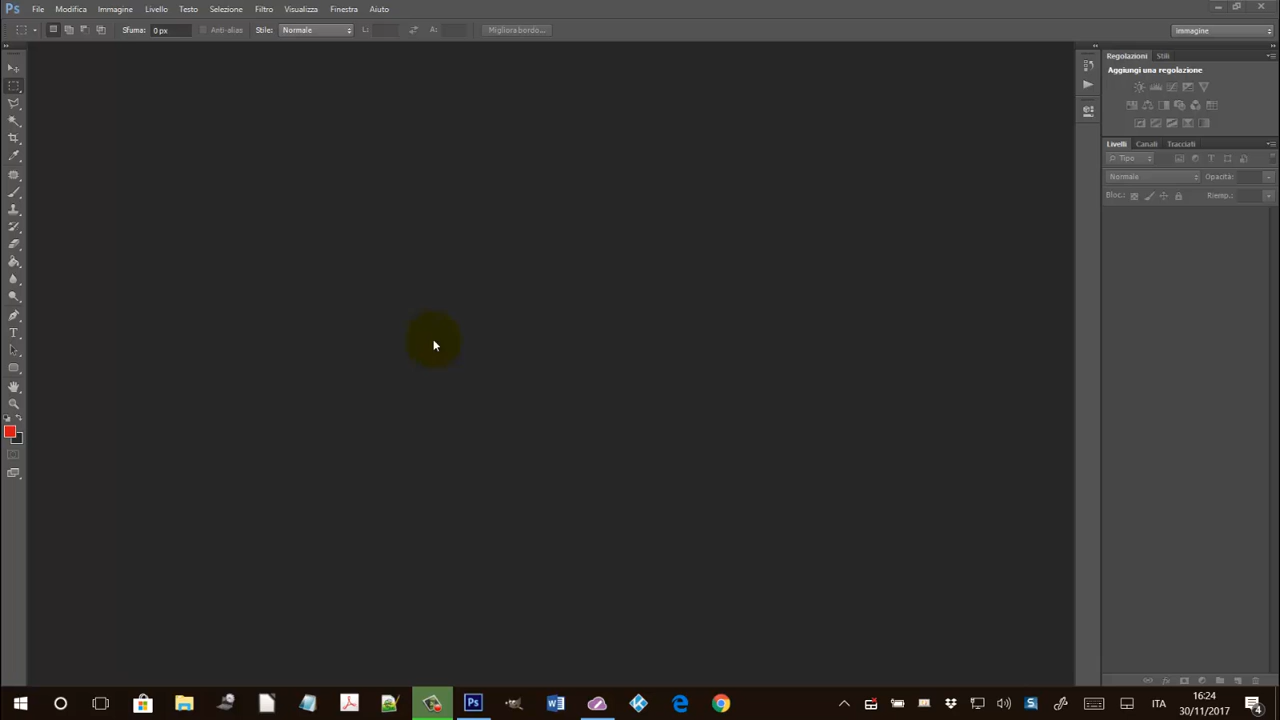 Ps File Modifica Immagine Livello Testo Selezione Filtro Visualizza Finestra Aiuto
Sfuma: 0 px Anti-alias Stile: Normale L: A: Migliora bordo... immagine
Regolazioni Stili
Aggiungi una regolazione
Livelli Canali Tracciati
Tipo
Normale Opacità:
Bloc.: Riemp.:
T
Ps
ITA
16:24
30/11/2017
4